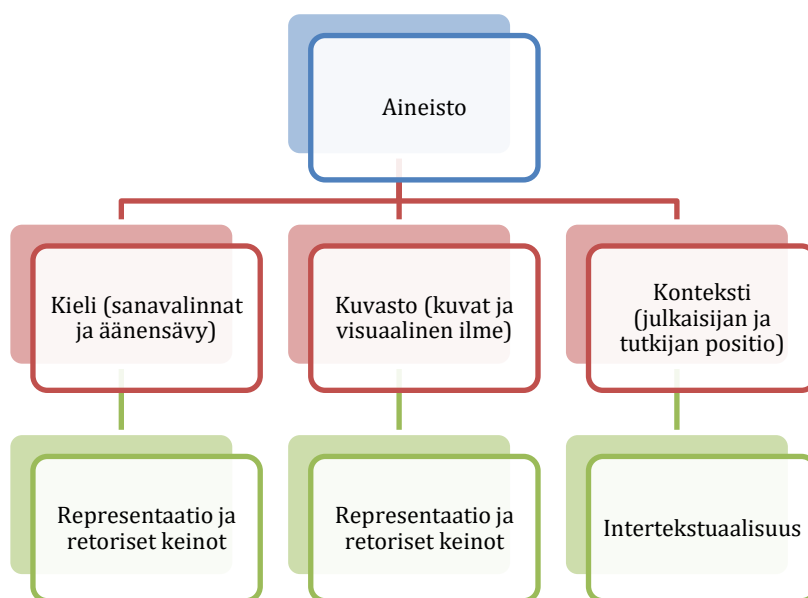 Aineisto
Kieli (sanavalinnat
ja äänensävy)
Kuvasto (kuvat ja
visuaalinen ilme)
Konteksti
(julkaisijan ja
tutkijan positio)
Representaatio ja
retoriset keinot
Representaatio ja
retoriset keinot
Intertekstuaalisuus